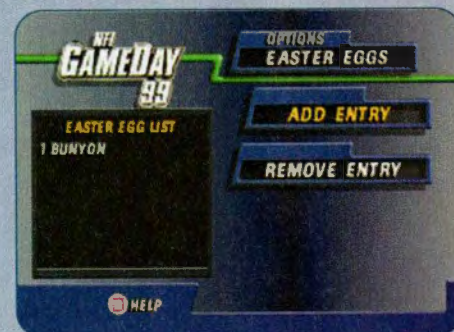 NFL
GAMEDAY
99
OPTIONS
EASTER EGGS
EASTER EGG LIST
1 BUNYON
ADD ENTRY
REMOVE ENTRY
HELP